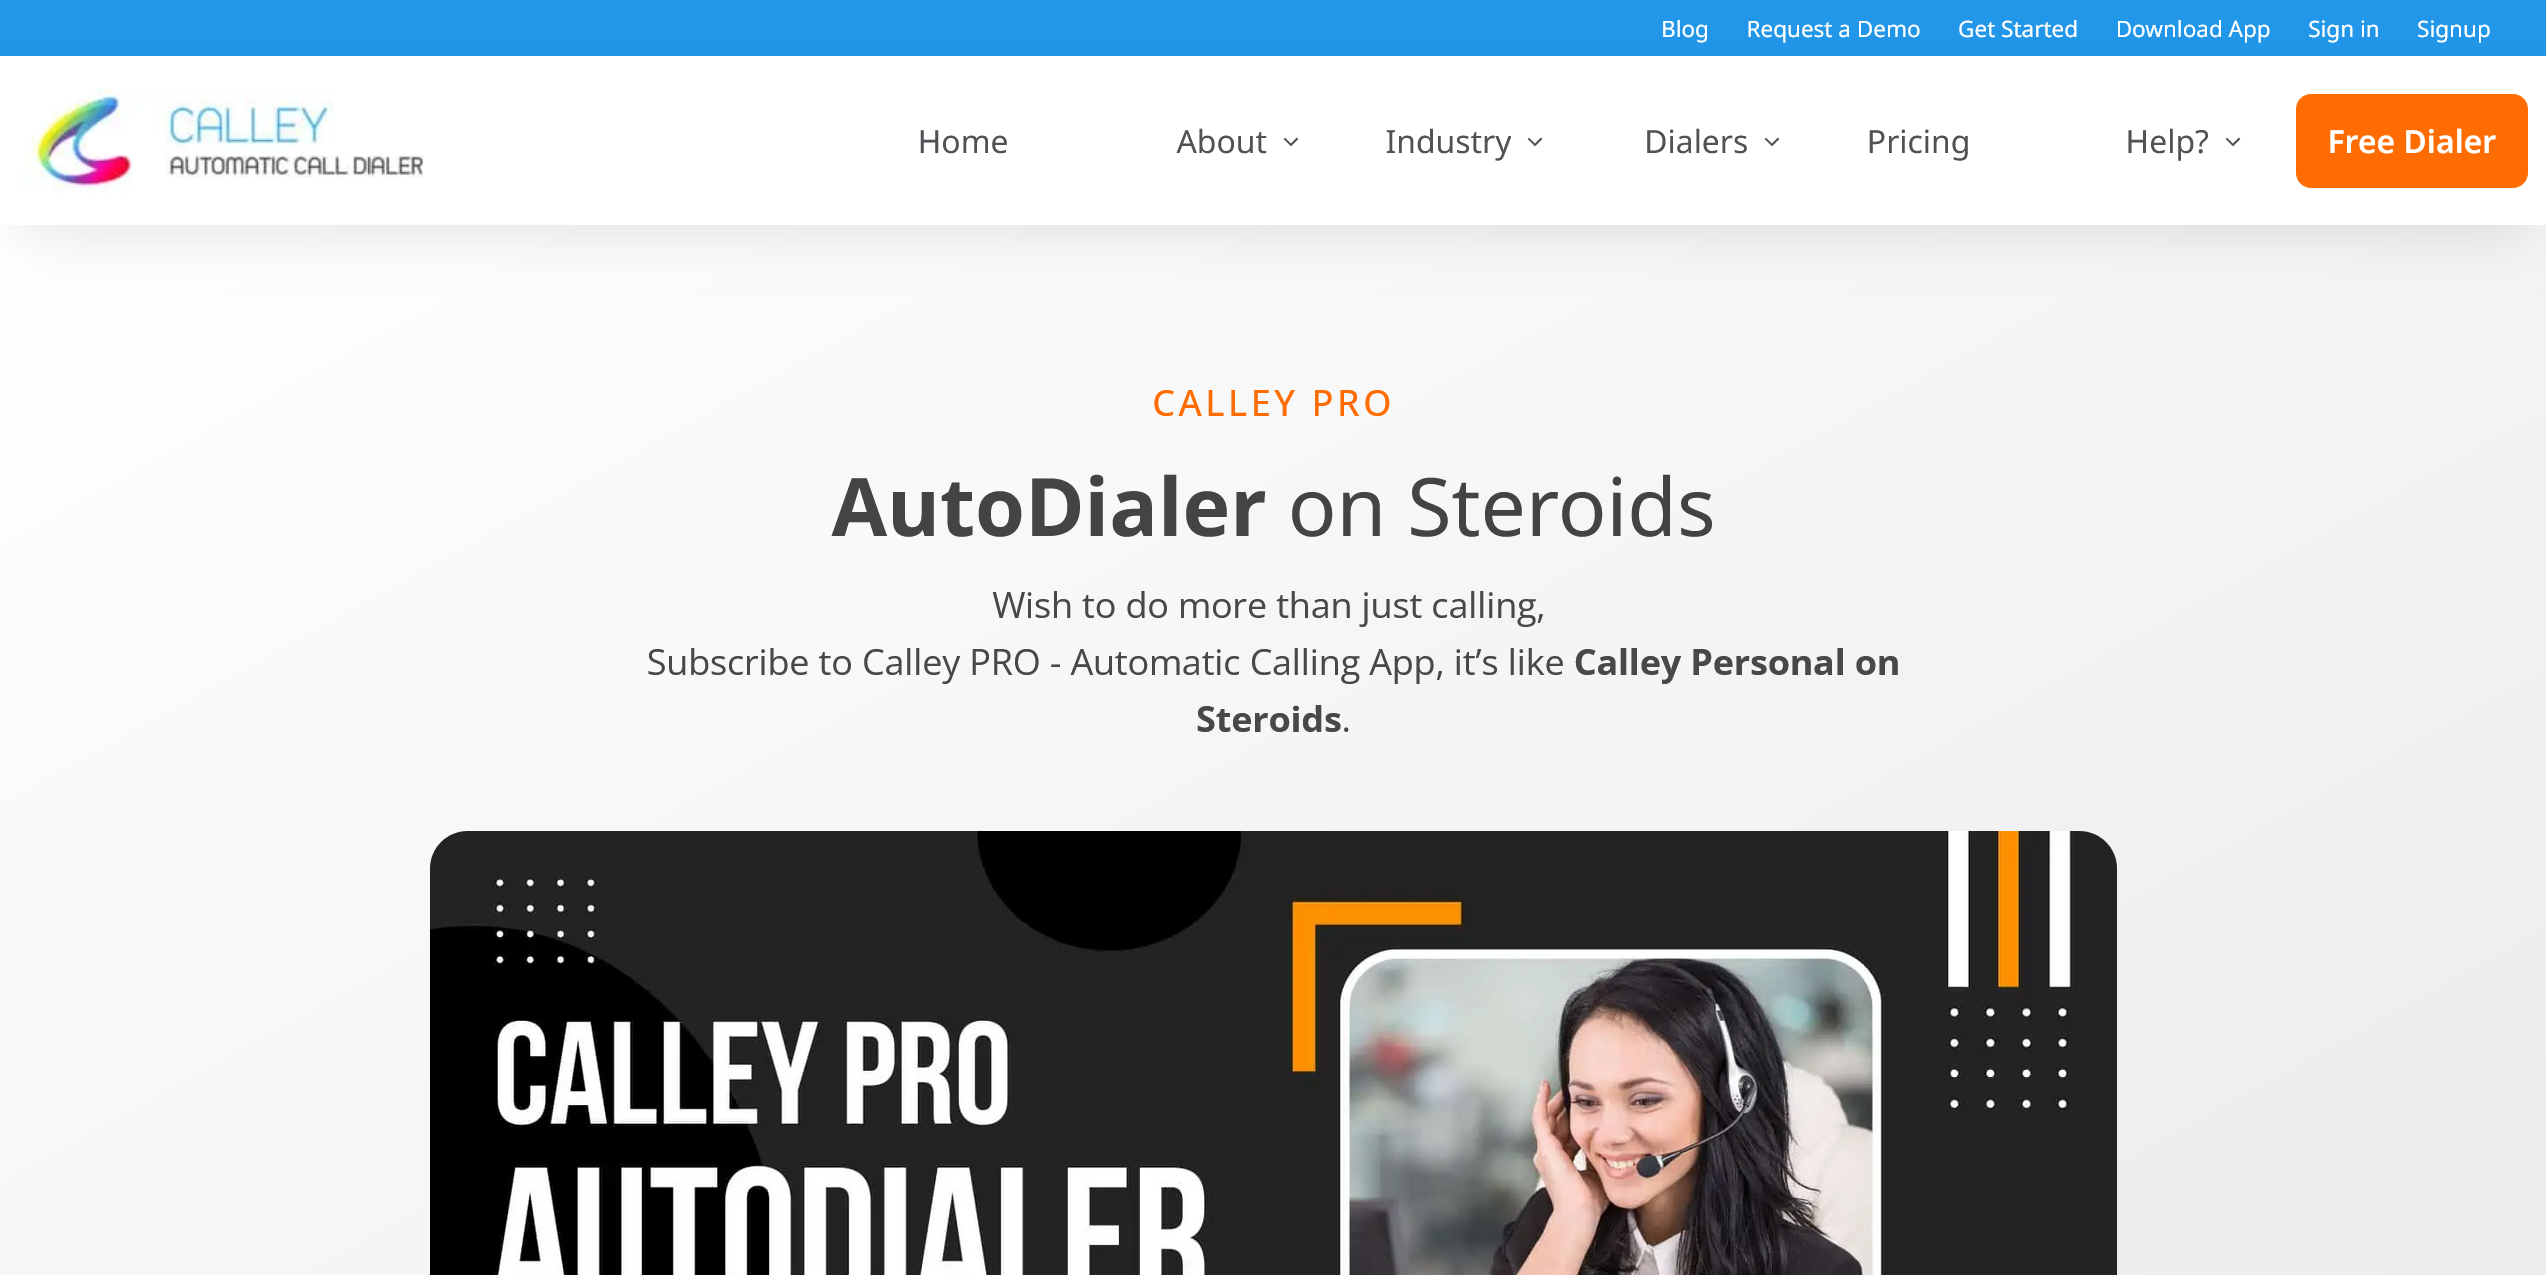 Blog Request a Demo Get Started Download App Sign in Signup
CALLEY
AUTOMATIC CALL DIALER
Home About Industry Dialers Pricing Help? Free Dialer
CALLEY PRO
AutoDialer on Steroids
Wish to do more than just calling,
Subscribe to Calley PRO - Automatic Calling App, it’s like Calley Personal on
Steroids.
CALLEY PRO
AUTODIALER